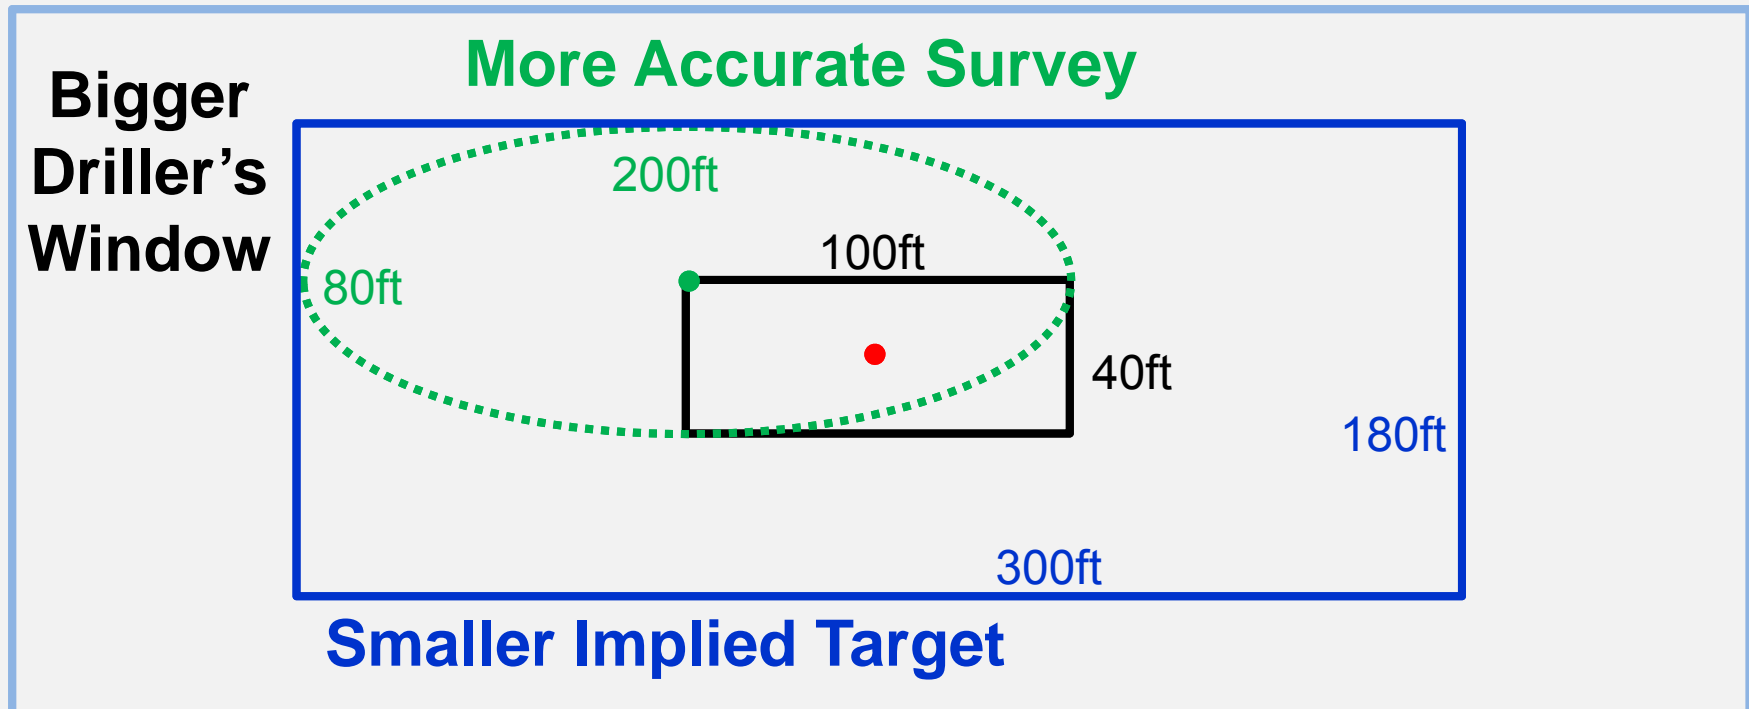 More Accurate Survey
Bigger
Driller’s
Window
200ft
100ft
80ft
40ft
180ft
300ft
Smaller Implied Target